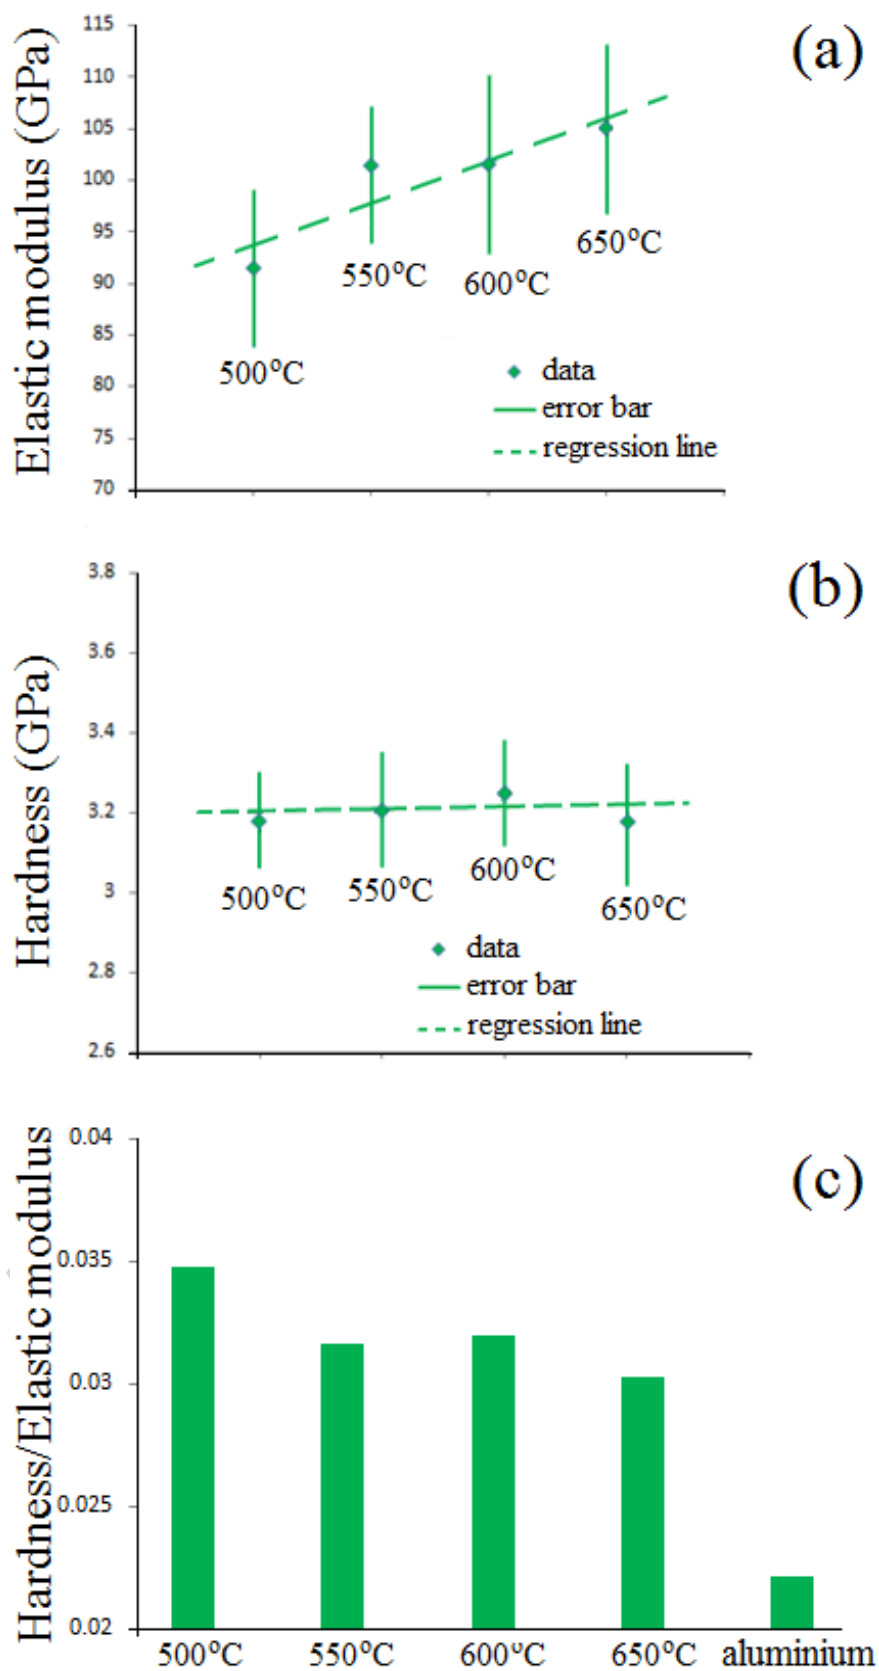 (a)
Elastic modulus (GPa)
115
110
105
100
95
90
85
80
75
70
500°C
550°C
600°C
650°C
data
error bar
regression line
(b)
Hardness (GPa)
3.8
3.6
3.4
3.2
3
2.8
2.6
500°C
550°C
600°C
650°C
data
error bar
regression line
(c)
Hardness/Elastic modulus
0.04
0.035
0.03
0.025
0.02
500°C
550°C
600°C
650°C
aluminium